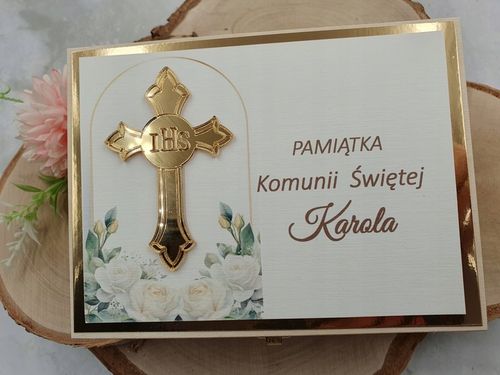 IHS
PAMIĄTKA
Komunii Świętej
Karola